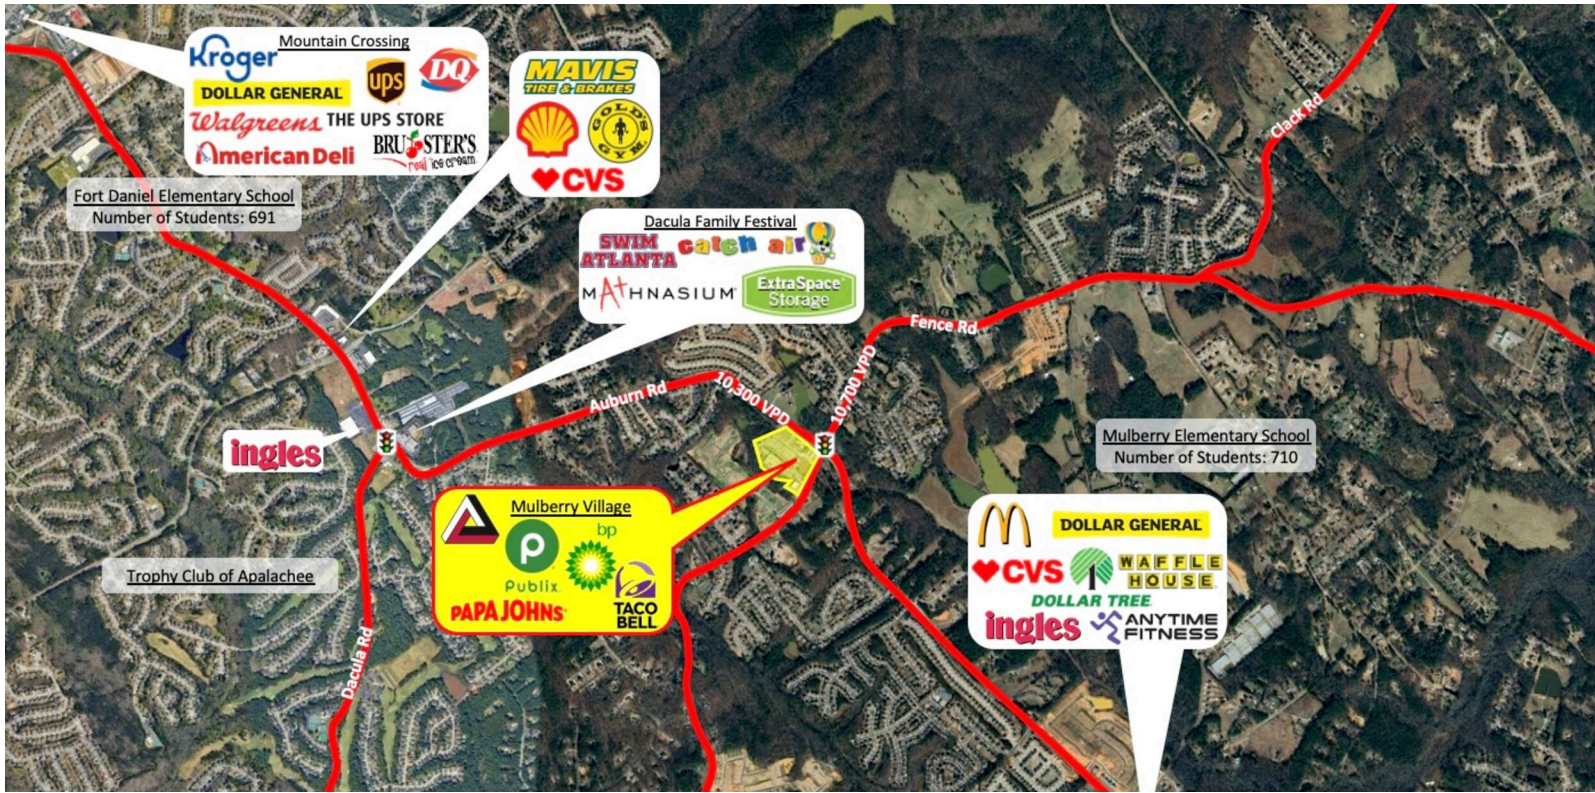 Mountain Crossing
Kroger
DOLLAR GENERAL
ups
DQ
Walgreens
THE UPS STORE
American Deli
BRUSTER'S
real ice cream
MAVIS
TIRE & BRAKES
GOLD'S
GYM
CVS
Fort Daniel Elementary School
Number of Students: 691
Dacula Family Festival
SWIM
ATLANTA
catch air
MATHNASIUM
ExtraSpace
Storage
Clack Rd
Fence Rd
10,700 VPD
10,300 VPD
Auburn Rd
ingles
Mulberry Elementary School
Number of Students: 710
Mulberry Village
P
Publix
bp
PAPA JOHNS
TACO
BELL
Trophy Club of Apalachee
Dacula Rd
M
DOLLAR GENERAL
CVS
WAFFLE
HOUSE
DOLLAR TREE
ingles
ANYTIME
FITNESS